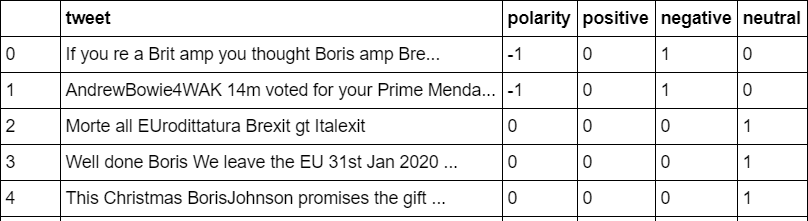 tweet polarity positive negative neutral
0 If you re a Brit amp you thought Boris amp Bre... -1 0 1 0
1 AndrewBowie4WAK 14m voted for your Prime Menda... -1 0 1 0
2 Morte all EUrodittatura Brexit gt Italexit 0 0 0 1
3 Well done Boris We leave the EU 31st Jan 2020 ... 0 0 0 1
4 This Christmas BorisJohnson promises the gift ... 0 0 0 1